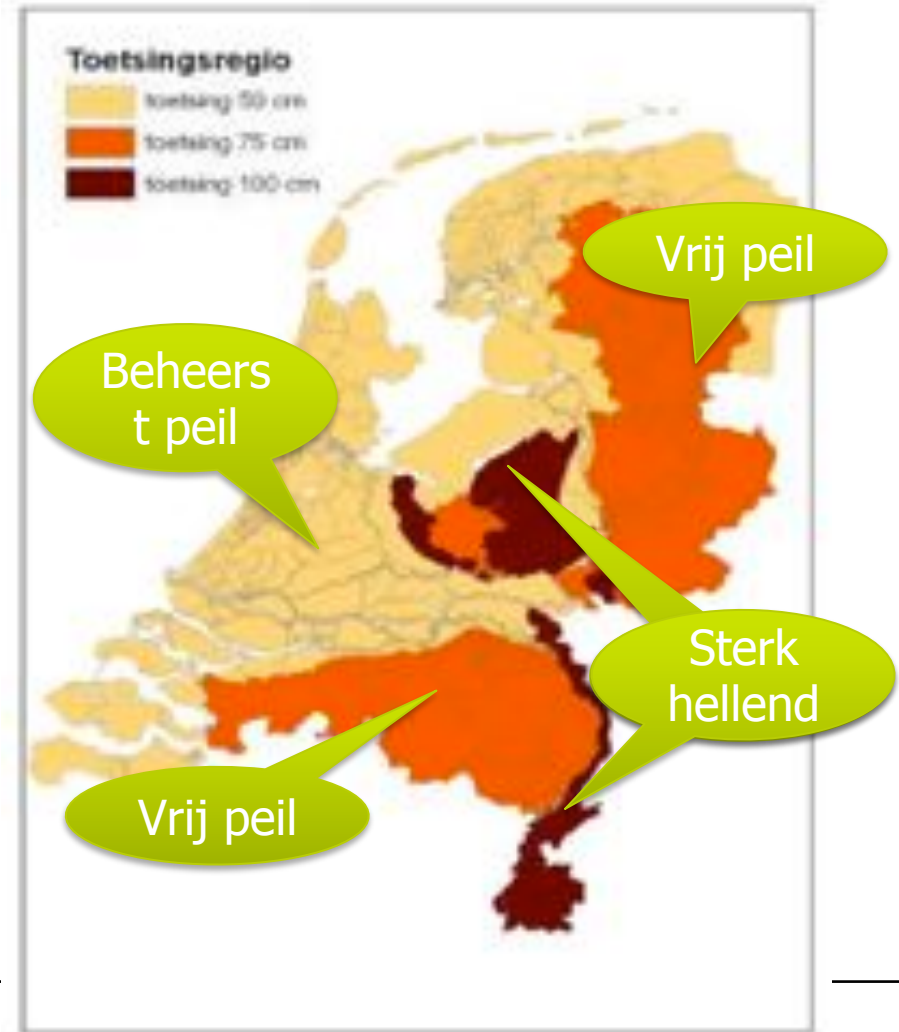 Toetsingsregio
toetsing 50 cm
toetsing 75 cm
toetsing 100 cm
Vrij peil
Beheers
t peil
Sterk
hellend
Vrij peil